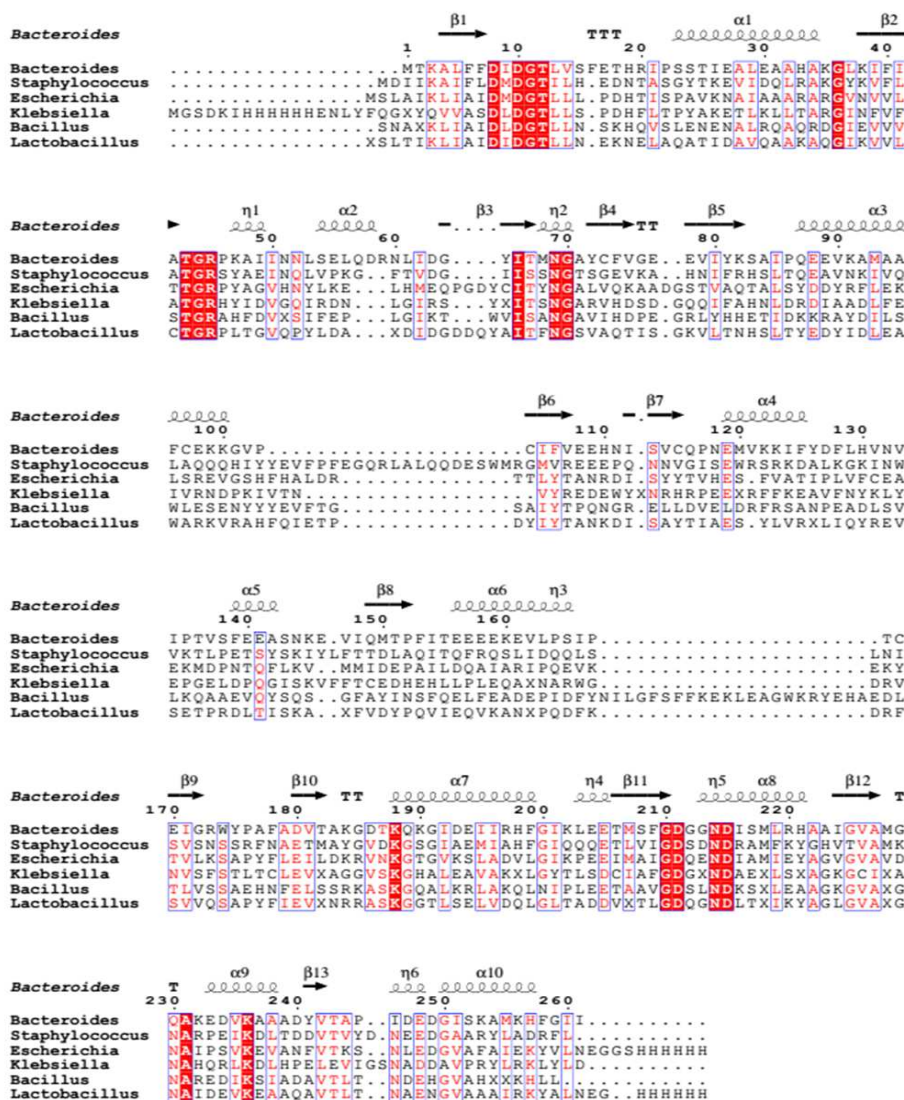 Bacteroides β1 TTT α1 β2
1 10 20 30 40
Bacteroides ..................MTKALFFDIDGTLVSFETHRIPSSTIEALEAAHAKGLKIFI
Staphylococcus ................MDIIKAIFLDMDGTILH.EDNTASGYTKEVIDQLREKGYKVFL
Escherichia ................MSLAIKLIAIDMDGTLLL.PDHTISPAVKNAIAAARARGVNVVL
Klebsiella MGSDKIHHHHHHENLYFQGXYQVVASDLDGTLLS.PDHFLTPYAKETLKLLTARGINFVF
Bacillus ................SNAXKLIAIDLDGTLLN.SKHQVSLENENALRQAQRDGIEVVV
Lactobacillus ...............XSLTIKLIAIDIDGTLLN.EKNELAQATIDAVQAAKAQGIKVVL
Bacteroides η1 α2 β3 η2 β4 TT β5 α3
50 60 70 80 90
Bacteroides ATGRPKAIINNLSELQDRNLIDG....YITMNGAYCFVGE..EVIYKSAIPQEEVKAMAA
Staphylococcus ATGRSYAEINQLVPKG..FTVDG....IISSNGTSGEVKA..HNIFRHSLTQEAVNKIVQ
Escherichia TTGRPYAGVHNYLKE..LHMEQPGDYCITYNGALVQKAADGSTVAQTALSYDDYRFLEK
Klebsiella ATGRHYIDVGQIRDN..LGIRS..YXITSNGARVHDSD.GQQIFAHNLDRDIAADLFE
Bacillus STGRAHFDVXSIFEP..LGIKT..WVISANGAVIHDPE.GRLYHHETIDKKRAYDILS
Lactobacillus CTGRPLTGVQPYLDA..XDIDGDDQYAITFNGSVAQTIS.GKVLTNHSLTYEDYIDLEA
Bacteroides β6 β7 α4
100 110 120 130
Bacteroides FCEKKGVP.....................CIFVEEHNI.SVCQPNEMVKKIFYDFLHVNV
Staphylococcus LAQQQHIYYEVFPFEGQRLALQQDESWMRGMVREEEPQ.NNVGISEWRSRKDALKGKINW
Escherichia LSREVGSHFHALDR...............TTLYTANRDI.SYYTVHES.FVATIPLVFCEA
Klebsiella IVRNDPKIVTN..................VYREDEWYXNRHRPEEXRFFKEAVFNYKLY
Bacillus WLESENYYYEVFTG...............SAIYTPQNGR.ELLDVELDRFRSANPEADLSV
Lactobacillus WARKVRAHFQIETP...............DYIYTANKDI.SAYTIAES.YLVRXLIQYREV
Bacteroides α5 β8 α6 η3
140 150 160
Bacteroides IPTVSFEEASNKE.VIQMTPFITEEEEKEVLPSIP......................TC
Staphylococcus VKTLPETSYSKIYLFTTDLAQITQFRQSLIDQQLS......................LNI
Escherichia EKMDPNTQFLKV..MMIDEPAILDQAIARIPQEVK......................EKY
Klebsiella EPGELDPQGISKVFFTCEDHEHLLPLEQAXNARWG......................DRV
Bacillus LKQAAEVQYSQS..GFAYINSFQELFEADEPIDFYNILGFSFFKEKLEAGWKRYEHAEDL
Lactobacillus SETPRDLTISKA..XFVDYPQVIEQVKANXPQDFK......................DRF
Bacteroides β9 β10 TT α7 η4 β11 η5 α8 β12 T
170 180 190 200 210 220
Bacteroides EIGRWYPAFADVTAKGDTKQKGIDEIIRHFGIKLEETMSFGDGGNDISMLRHAAIGVAMG
Staphylococcus SVSNSSRFNAETMAYGVDKGSGIAEMIAHFGIQQQETLVIGDSDNDRAMFKYGHVTVAMK
Escherichia TVLKSAPYFLEILDKRVNKGTGVKSLADVLGIKPEEIMAIGDQENDIAMIEYAGVGVAVD
Klebsiella NVSFSTLTCLEVXAGGVSKGHALEAVAKXLGYTLSDCIAFGDGXNDAEXLSXAGKGCIXA
Bacillus TLVSSAEHNFELSSRKASKGQALKRLAKQLNIPLEETAAVGDSLNDKSXLEAAGKGVAXG
Lactobacillus SVVQSAPYFIEVXNRRASKGGTLSELVDQLGLTADDVXTLGDQGNDLTXIKYAGLGVAXG
Bacteroides T α9 β13 η6 α10
230 240 250 260
Bacteroides QAKEDVKAAADYVTAP.IDEDGISKAMKHFGII.
Staphylococcus NARPEIKDLTDDVTVYD.NEEDGAARYLADRFL.
Escherichia NAIPSVKEVANFVTKS..NLEDGVAFAIEKYVLNEGGSHHHHHH
Klebsiella NAHQRLKDLHPELEVIGSNADDAVPRYLRKLYLD.
Bacillus NAREDIKSIADAVTLT..NDEHGVAHXXKHLL.
Lactobacillus NAIDEVKEAAQAVTLT..NAENGVAAAIRKYALNEG..HHHHHH